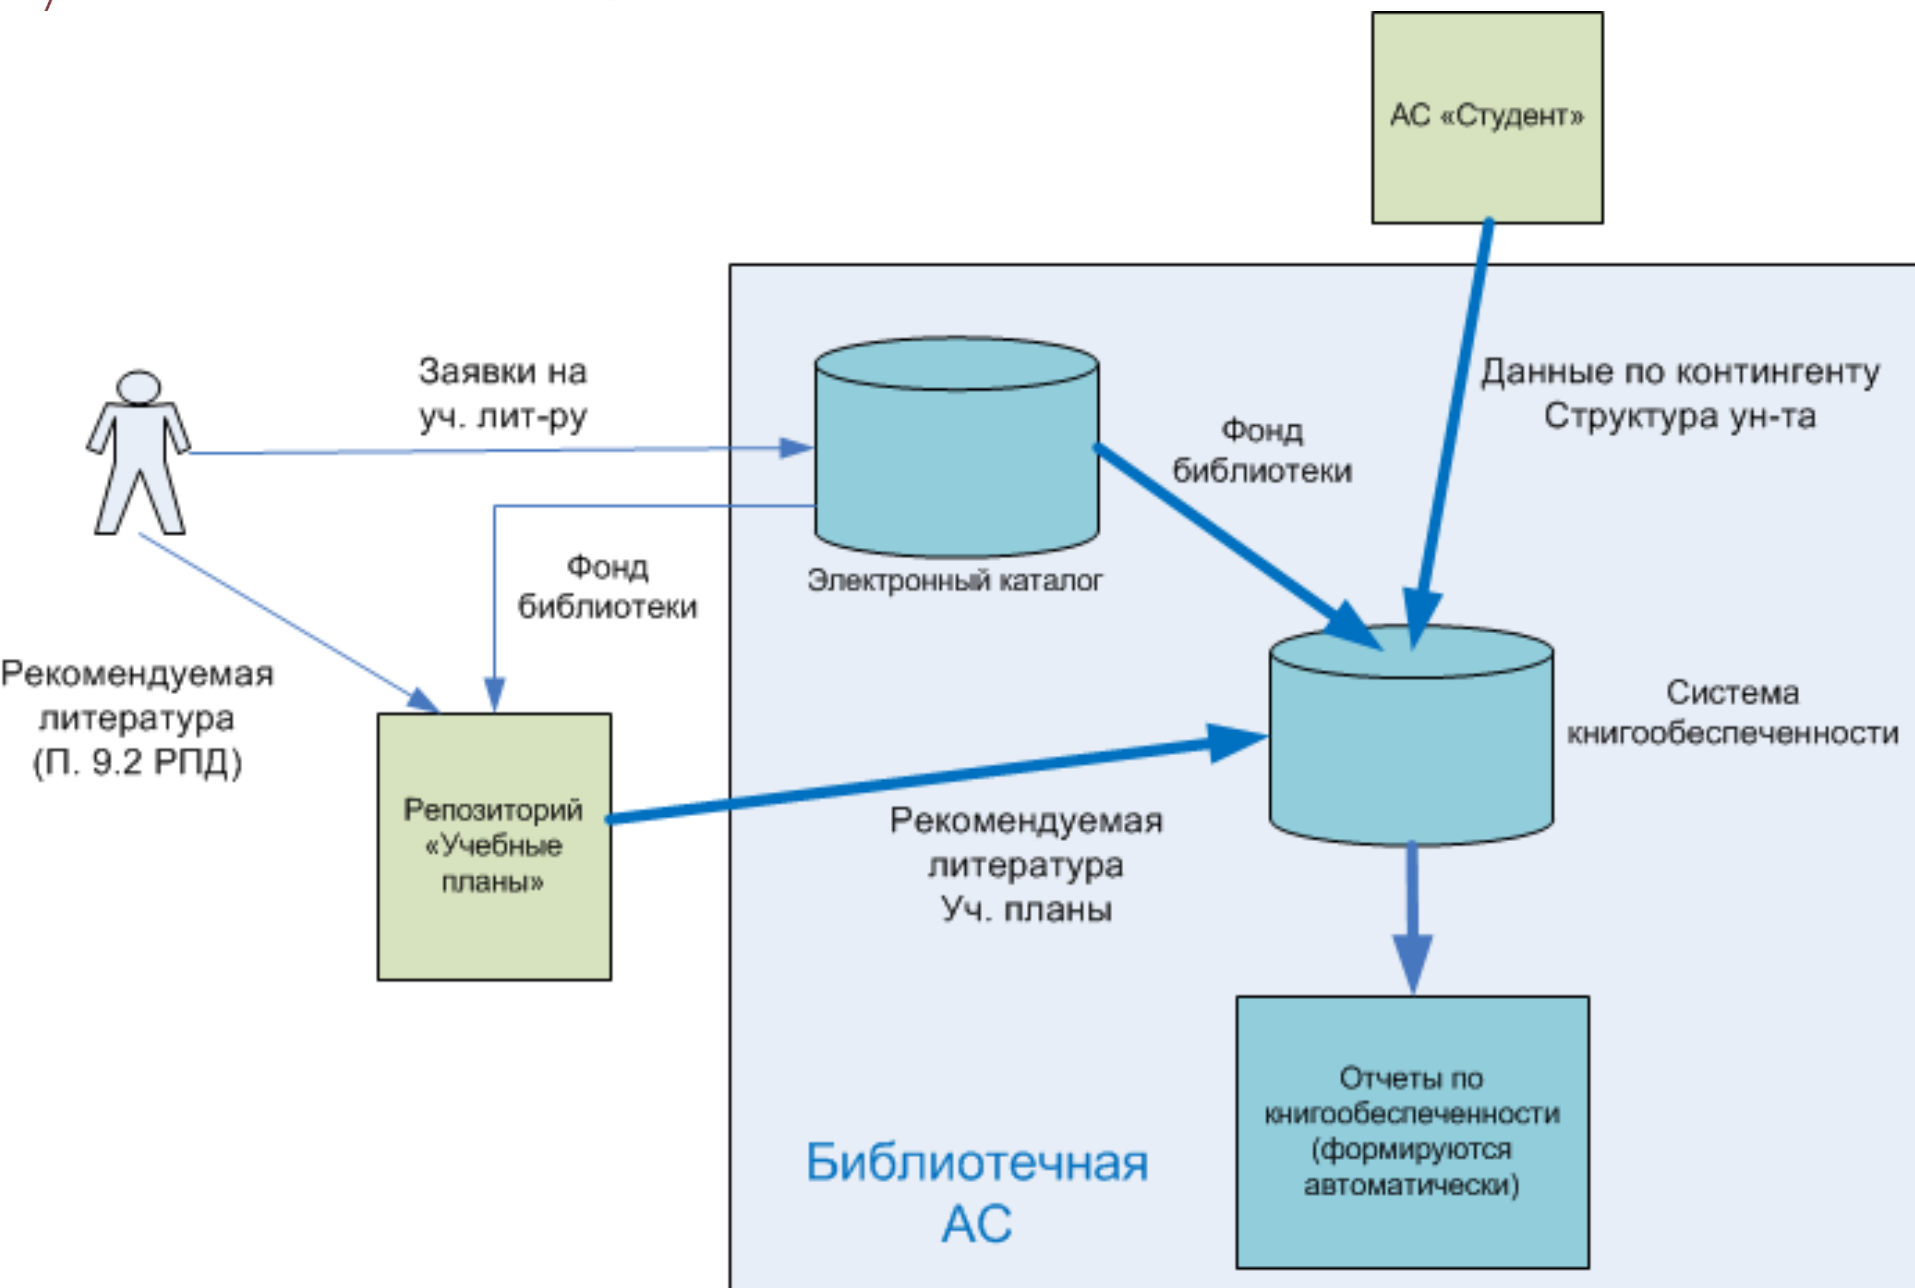 АС «Студент»
Заявки на
уч. лит-ру
Данные по контингенту
Структура ун-та
Фонд
библиотеки
Фонд
библиотеки
Электронный каталог
Рекомендуемая
литература
(П. 9.2 РПД)
Система
книгообеспеченности
Репозиторий
«Учебные
планы»
Рекомендуемая
литература
Уч. планы
Отчеты по
книгообеспеченности
(формируются
автоматически)
Библиотечная
АС